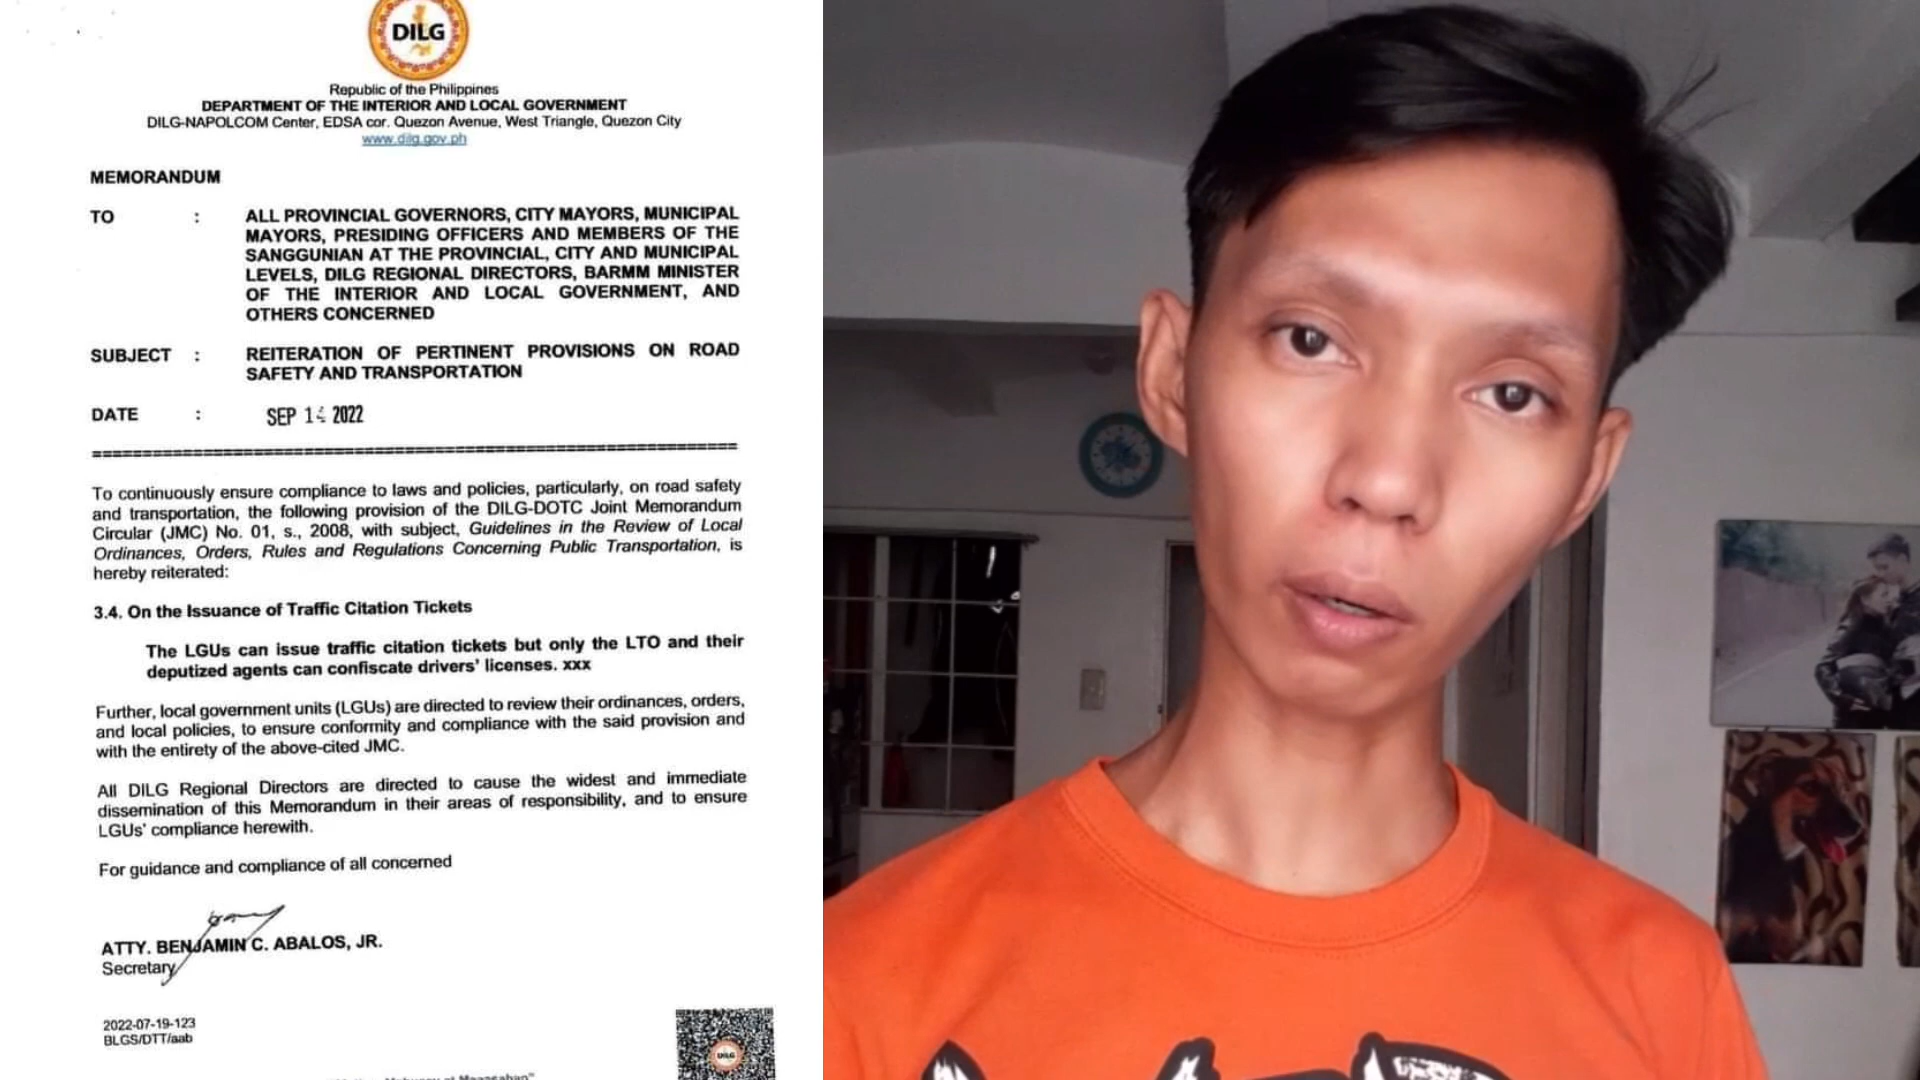 DILG
Republic of the Philippines
DEPARTMENT OF THE INTERIOR AND LOCAL GOVERNMENT
DILG-NAPOLCOM Center, EDSA cor. Quezon Avenue, West Triangle, Quezon City
www.dilg.gov.ph
MEMORANDUM
TO : ALL PROVINCIAL GOVERNORS, CITY MAYORS, MUNICIPAL
MAYORS, PRESIDING OFFICERS AND MEMBERS OF THE
SANGGUNIAN AT THE PROVINCIAL, CITY AND MUNICIPAL
LEVELS, DILG REGIONAL DIRECTORS, BARMM MINISTER
OF THE INTERIOR AND LOCAL GOVERNMENT, AND
OTHERS CONCERNED
SUBJECT : REITERATION OF PERTINENT PROVISIONS ON ROAD
SAFETY AND TRANSPORTATION
DATE : SEP 14 2022
To continuously ensure compliance to laws and policies, particularly, on road safety
and transportation, the following provision of the DILG-DOTC Joint Memorandum
Circular (JMC) No. 01, s., 2008, with subject, Guidelines in the Review of Local
Ordinances, Orders, Rules and Regulations Concerning Public Transportation, is
hereby reiterated:
3.4. On the Issuance of Traffic Citation Tickets
The LGUs can issue traffic citation tickets but only the LTO and their
deputized agents can confiscate drivers' licenses. xxx
Further, local government units (LGUs) are directed to review their ordinances, orders,
and local policies, to ensure conformity and compliance with the said provision and
with the entirety of the above-cited JMC.
All DILG Regional Directors are directed to cause the widest and immediate
dissemination of this Memorandum in their areas of responsibility, and to ensure
LGUs' compliance herewith.
For guidance and compliance of all concerned
ATTY. BENJAMIN C. ABALOS, JR.
Secretary
2022-07-19-123
BLGS/DTT/aab
DILG